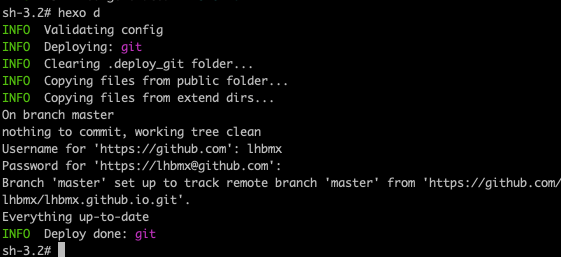 sh-3.2# hexo d
INFO  Validating config
INFO  Deploying: git
INFO  Clearing .deploy_git folder...
INFO  Copying files from public folder...
INFO  Copying files from extend dirs...
On branch master
nothing to commit, working tree clean
Username for 'https://github.com': lhbmx
Password for 'https://lhbmx@github.com':
Branch 'master' set up to track remote branch 'master' from 'https://github.com/
lhbmx/lhbmx.github.io.git'.
Everything up-to-date
INFO  Deploy done: git
sh-3.2#